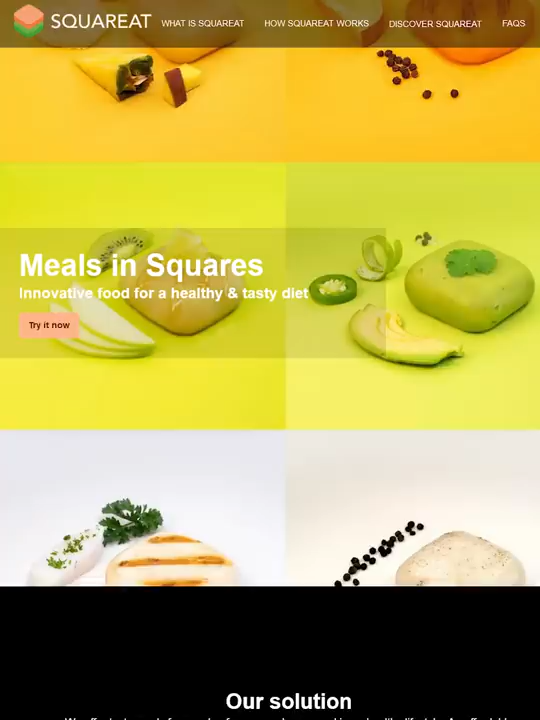 SQUAREAT
WHAT IS SQUAREAT
HOW SQUAREAT WORKS
DISCOVER SQUAREAT
FAQS
Meals in Squares
Innovative food for a healthy & tasty diet
Try it now
Our solution